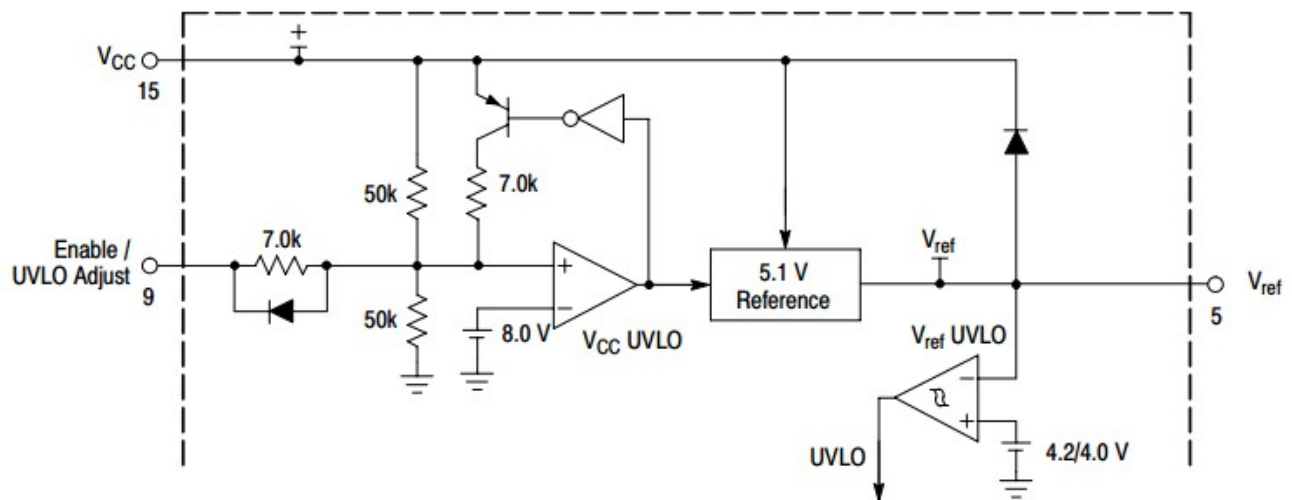 +
VCC
15
50k
7.0k
Enable /
UVLO Adjust
9
7.0k
50k
+
−
8.0 V
VCC UVLO
5.1 V
Reference
Vref
Vref
5
Vref UVLO
−
+
UVLO
4.2/4.0 V